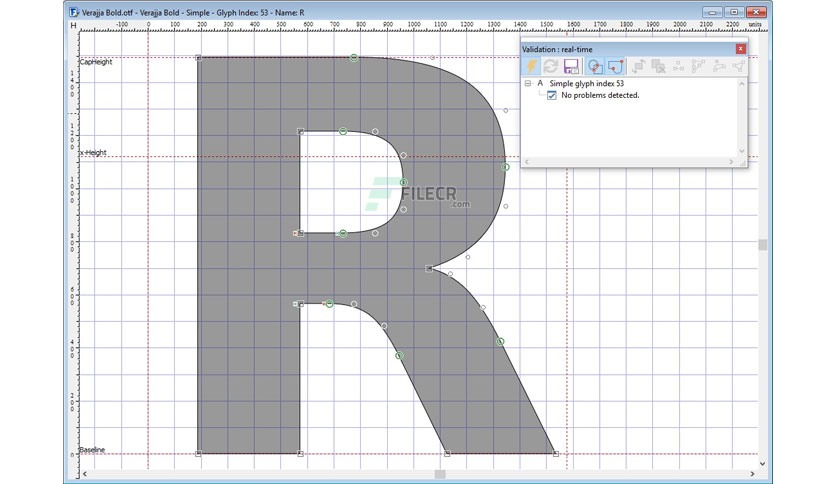 Verajja Bold.otf - Verajja Bold - Simple - Glyph Index: 53 - Name: R
H
-100 0 100 200 300 400 500 600 700 800 900 1000 1100 1200 1300 1400 1500 1600 1700 1800 1900 2000 2100 2200
CapHeight
1400
1200
x-Height
1000
800
600
400
200
Baseline
0
Validation : real-time
A Simple glyph index 53
No problems detected.
FILECR
.com